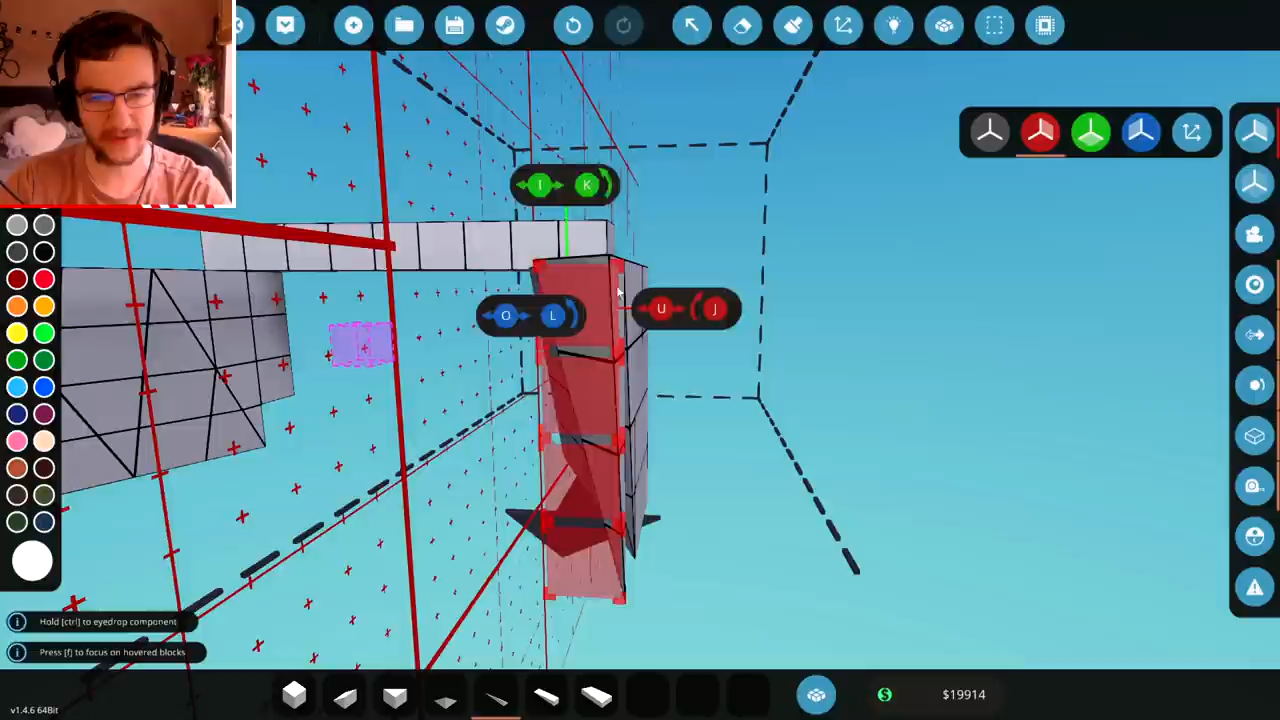 I K
O L U J
Hold [ctrl] to eyedrop component
Press [f] to focus on hovered blocks
$ $19914
v1.4.6 64Bit